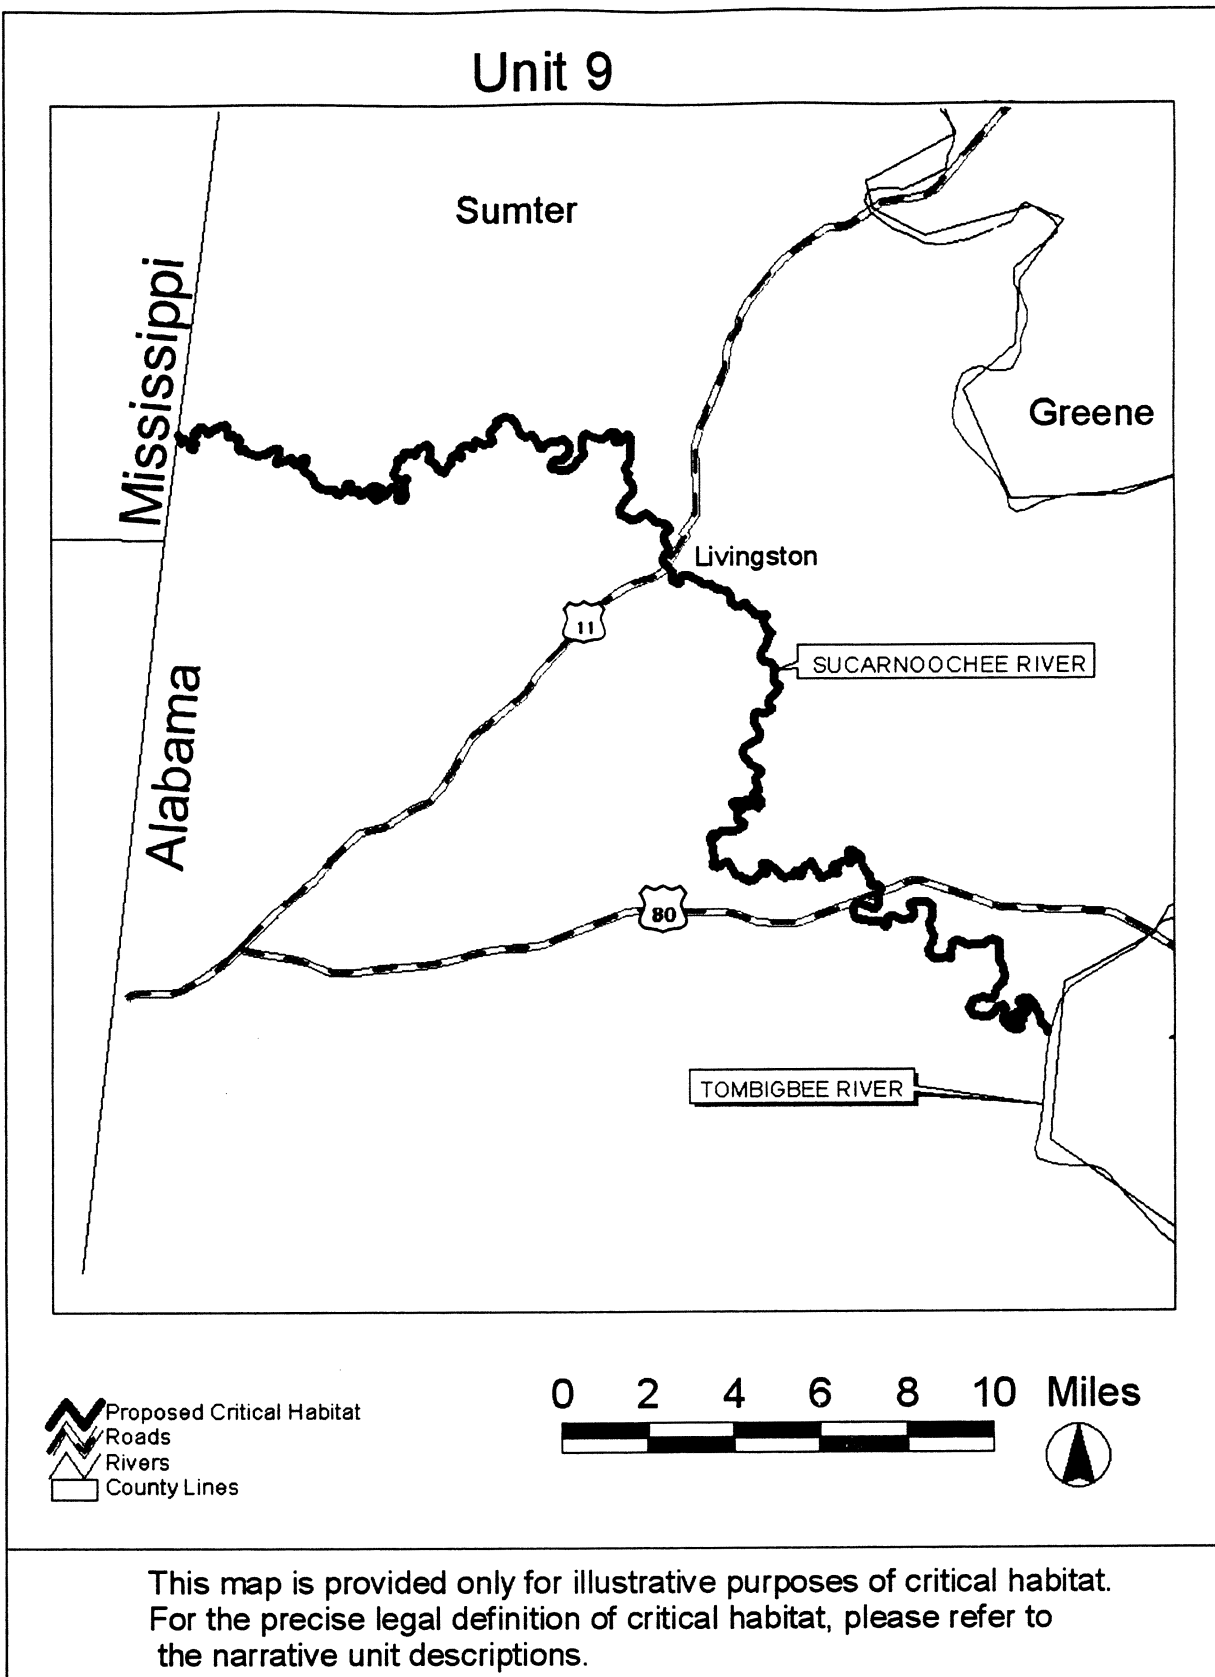 Unit 9
Sumter
Mississippi
Greene
Livingston
11
SUCARNOOCHEE RIVER
Alabama
80
TOMBIGBEE RIVER
0 2 4 6 8 10 Miles
Proposed Critical Habitat
Roads
Rivers
County Lines
This map is provided only for illustrative purposes of critical habitat.
For the precise legal definition of critical habitat, please refer to
the narrative unit descriptions.